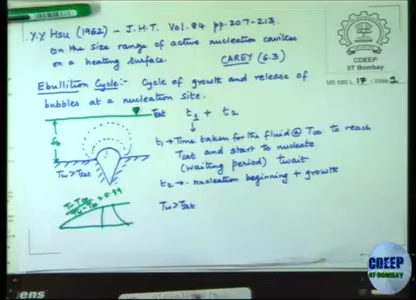 Y.Y HSU (1962) - J.H.T. Vol. 84 pp. 207-213.
On the size range of active nucleation cavities
on a heating surface. CAREY (6.3)
CDEEP
IIT Bombay
Ebullition Cycle:- Cycle of growth and release of
bubbles at a nucleation site.
Tsat t1 + t2
t1 → Time taken for the fluid @ T∞ to reach
Tsat and start to nucleate
(waiting period) twait
t2 → nucleation beginning + growth
Tw>Tsat
Tw>Tsat
= 0.99
CDEEP
IIT BOMBAY